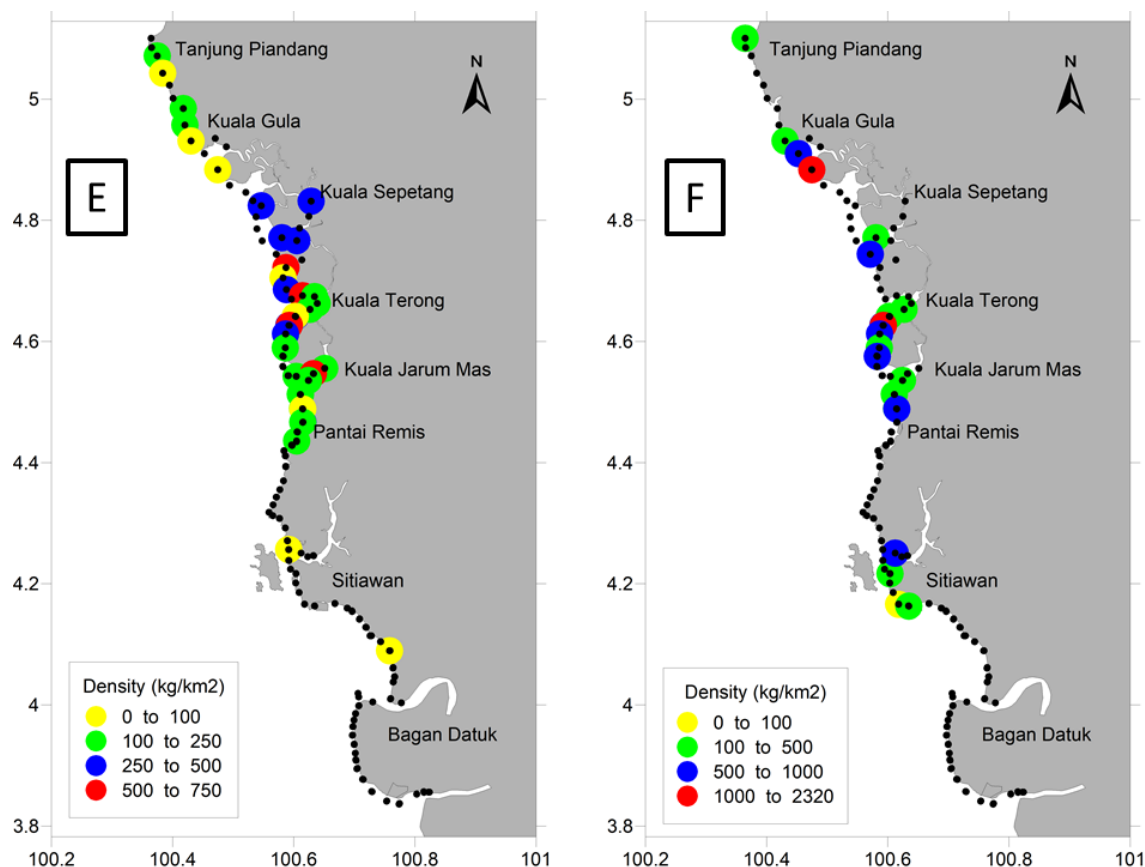 N
Tanjung Piandang
5
Kuala Gula
E
Kuala Sepetang
4.8
Kuala Terong
4.6
Kuala Jarum Mas
Pantai Remis
4.4
4.2
Sitiawan
Density (kg/km2)
0 to 100
100 to 250
250 to 500
500 to 750
4
Bagan Datuk
3.8
100.2
100.4
100.6
100.8
101
N
Tanjung Piandang
5
Kuala Gula
F
Kuala Sepetang
4.8
Kuala Terong
4.6
Kuala Jarum Mas
Pantai Remis
4.4
4.2
Sitiawan
Density (kg/km2)
0 to 100
100 to 500
500 to 1000
1000 to 2320
4
Bagan Datuk
3.8
100.2
100.4
100.6
100.8
101